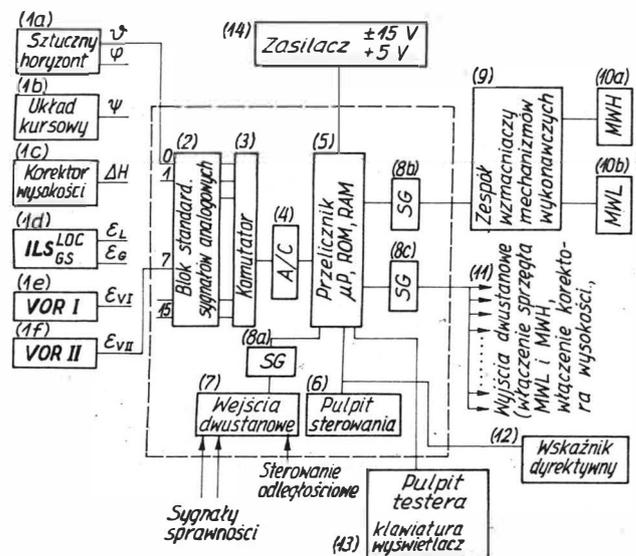 (1a)
Sztuczny
horyzont
ϑ
φ
(1b)
Układ
kursowy
ψ
(1c)
Korektor
wysokości
ΔH
(1d)
ILS LOC
GS
ε_L
ε_G
(1e)
VOR I
ε_VI
(1f)
VOR II
ε_VII
(14)
Zasilacz ±15 V
+5 V
0
1
7
15
(2)
Blok standard.
sygnałów analogowych
(3)
Komutator
(4)
A/C
(5)
Przelicznik
μP, ROM, RAM
(8b)
SG
(8c)
SG
(8a)
SG
(7)
Wejścia
dwustanowe
(6)
Pulpit
sterowania
Sygnały
sprawności
Sterowanie
odległościowe
(9)
Zespół
wzmacniaczy
mechanizmów
wykonawczych
(10a)
MWH
(10b)
MWL
(11)
Wyjścia dwustanowe
(włączenie sprzęgła
MWL i MWH,
włączenie korekto-
ra wysokości.,
(12)
Wskaźnik
dyrektywny
Pulpit
testera
(13)
klawiatura
wyświetlacz